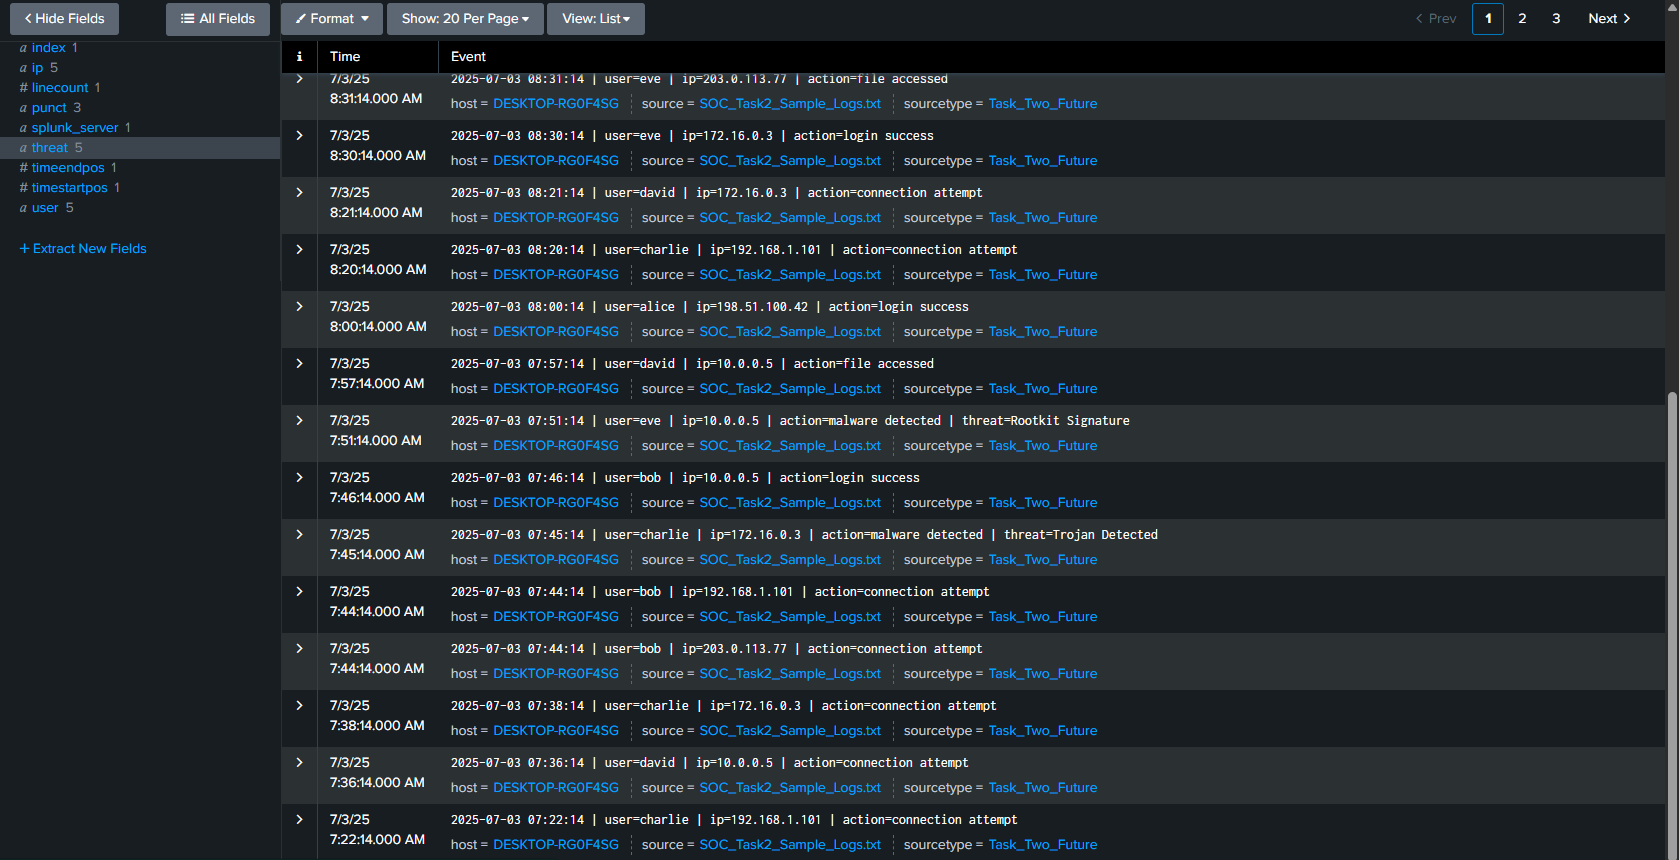 Hide Fields
All Fields
Format
Show: 20 Per Page
View: List
Prev
1
2
3
Next
a index 1
a ip 5
# linecount 1
a punct 3
a splunk_server 1
a threat 5
# timeendpos 1
# timestartpos 1
a user 5
+ Extract New Fields
i Time Event
7/3/25 2025-07-03 08:31:14 | user=eve | ip=203.0.113.77 | action=file accessed
8:31:14.000 AM host = DESKTOP-RG0F4SG source = SOC_Task2_Sample_Logs.txt sourcetype = Task_Two_Future
7/3/25 2025-07-03 08:30:14 | user=eve | ip=172.16.0.3 | action=login success
8:30:14.000 AM host = DESKTOP-RG0F4SG source = SOC_Task2_Sample_Logs.txt sourcetype = Task_Two_Future
7/3/25 2025-07-03 08:21:14 | user=david | ip=172.16.0.3 | action=connection attempt
8:21:14.000 AM host = DESKTOP-RG0F4SG source = SOC_Task2_Sample_Logs.txt sourcetype = Task_Two_Future
7/3/25 2025-07-03 08:20:14 | user=charlie | ip=192.168.1.101 | action=connection attempt
8:20:14.000 AM host = DESKTOP-RG0F4SG source = SOC_Task2_Sample_Logs.txt sourcetype = Task_Two_Future
7/3/25 2025-07-03 08:00:14 | user=alice | ip=198.51.100.42 | action=login success
8:00:14.000 AM host = DESKTOP-RG0F4SG source = SOC_Task2_Sample_Logs.txt sourcetype = Task_Two_Future
7/3/25 2025-07-03 07:57:14 | user=david | ip=10.0.0.5 | action=file accessed
7:57:14.000 AM host = DESKTOP-RG0F4SG source = SOC_Task2_Sample_Logs.txt sourcetype = Task_Two_Future
7/3/25 2025-07-03 07:51:14 | user=eve | ip=10.0.0.5 | action=malware detected | threat=Rootkit Signature
7:51:14.000 AM host = DESKTOP-RG0F4SG source = SOC_Task2_Sample_Logs.txt sourcetype = Task_Two_Future
7/3/25 2025-07-03 07:46:14 | user=bob | ip=10.0.0.5 | action=login success
7:46:14.000 AM host = DESKTOP-RG0F4SG source = SOC_Task2_Sample_Logs.txt sourcetype = Task_Two_Future
7/3/25 2025-07-03 07:45:14 | user=charlie | ip=172.16.0.3 | action=malware detected | threat=Trojan Detected
7:45:14.000 AM host = DESKTOP-RG0F4SG source = SOC_Task2_Sample_Logs.txt sourcetype = Task_Two_Future
7/3/25 2025-07-03 07:44:14 | user=bob | ip=192.168.1.101 | action=connection attempt
7:44:14.000 AM host = DESKTOP-RG0F4SG source = SOC_Task2_Sample_Logs.txt sourcetype = Task_Two_Future
7/3/25 2025-07-03 07:44:14 | user=bob | ip=203.0.113.77 | action=connection attempt
7:44:14.000 AM host = DESKTOP-RG0F4SG source = SOC_Task2_Sample_Logs.txt sourcetype = Task_Two_Future
7/3/25 2025-07-03 07:38:14 | user=charlie | ip=172.16.0.3 | action=connection attempt
7:38:14.000 AM host = DESKTOP-RG0F4SG source = SOC_Task2_Sample_Logs.txt sourcetype = Task_Two_Future
7/3/25 2025-07-03 07:36:14 | user=david | ip=10.0.0.5 | action=connection attempt
7:36:14.000 AM host = DESKTOP-RG0F4SG source = SOC_Task2_Sample_Logs.txt sourcetype = Task_Two_Future
7/3/25 2025-07-03 07:22:14 | user=charlie | ip=192.168.1.101 | action=connection attempt
7:22:14.000 AM host = DESKTOP-RG0F4SG source = SOC_Task2_Sample_Logs.txt sourcetype = Task_Two_Future